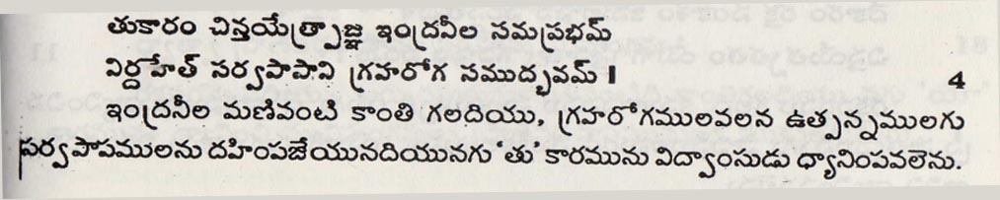 తుకారం చిన్తయేత్ప్రాజ్ఞ ఇంద్రనీల సమప్రభమ్
నిర్దహేత్ సర్వపాపాని గ్రహరోగ సముద్భవమ్ । 4
ఇంద్రనీల మణివంటి కాంతి గలదియు, గ్రహరోగములవలన ఉత్పన్నములగు
సర్వపాపములను దహింపజేయునదియునగు ‘తు’ కారమును విద్వాంసుడు ధ్యానింపవలెను.